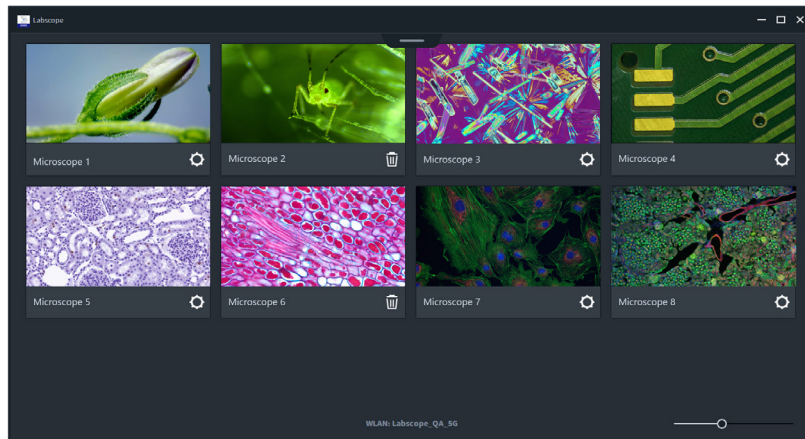 Labscope
Microscope 1
Microscope 2
Microscope 3
Microscope 4
Microscope 5
Microscope 6
Microscope 7
Microscope 8
WLAN: Labscope_QA_5G